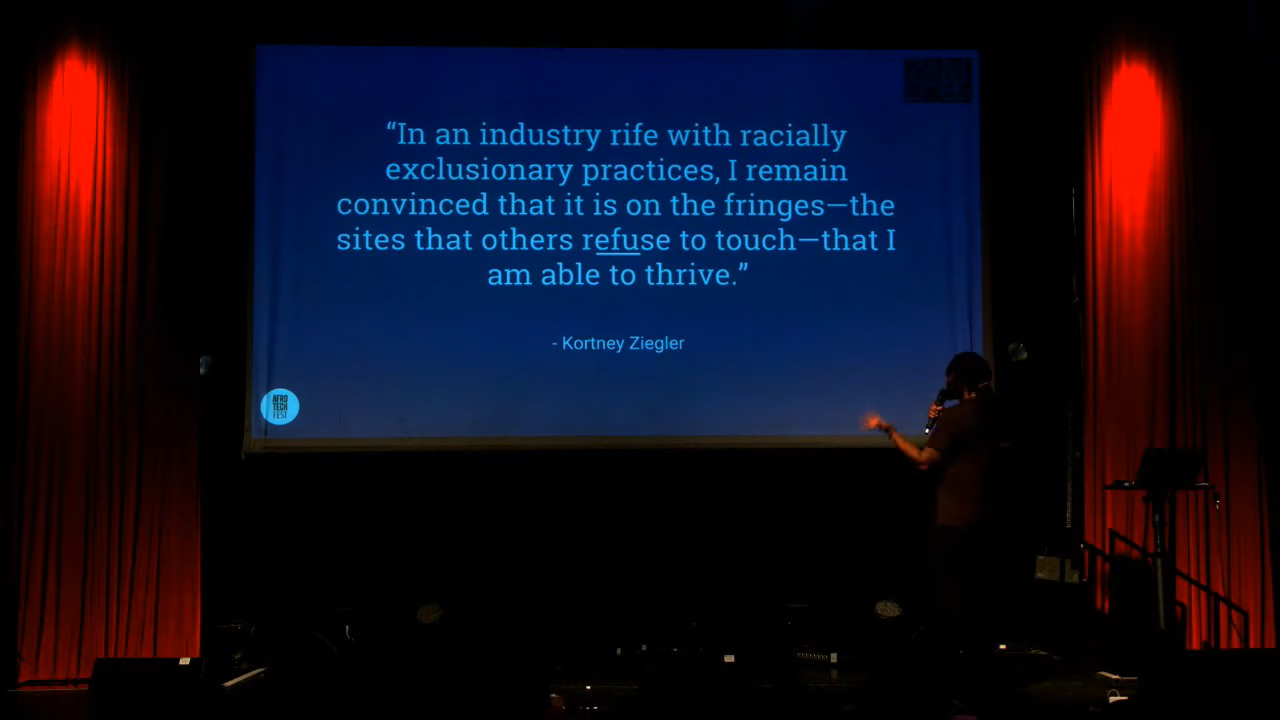 “In an industry rife with racially
exclusionary practices, I remain
convinced that it is on the fringes—the
sites that others refuse to touch—that I
am able to thrive.”
- Kortney Ziegler
AFRO
TECH
FEST